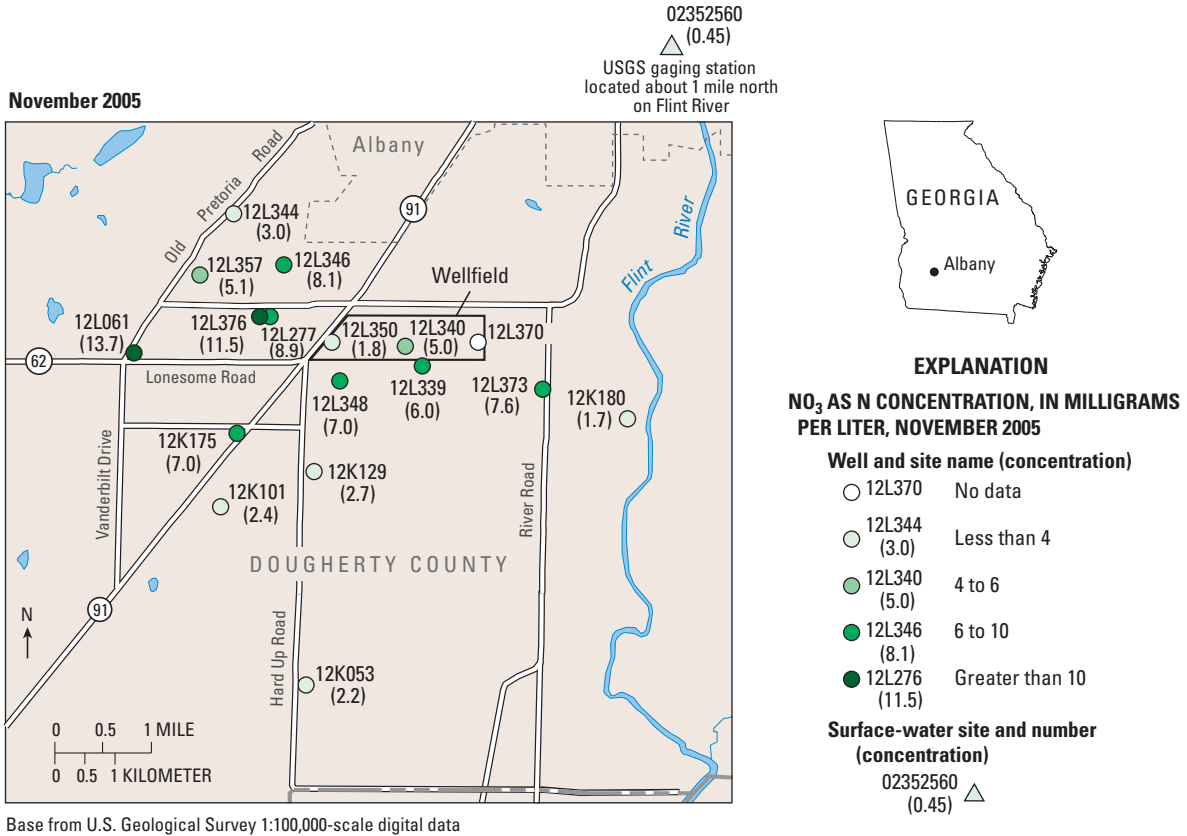 02352560
(0.45)
USGS gaging station
located about 1 mile north
on Flint River
November 2005
Albany
Old Pretoria Road
91
Flint River
12L344
(3.0)
12L357
(5.1)
12L346
(8.1)
Wellfield
12L061
(13.7)
12L376
(11.5)
12L277
(8.9)
12L350
(1.8)
12L340
(5.0)
12L370
62
Lonesome Road
12L348
(7.0)
12L339
(6.0)
12L373
(7.6)
12K180
(1.7)
12K175
(7.0)
12K129
(2.7)
12K101
(2.4)
Vanderbilt Drive
River Road
DOUGHERTY COUNTY
91
N
Hard Up Road
12K053
(2.2)
0 0.5 1 MILE
0 0.5 1 KILOMETER
Base from U.S. Geological Survey 1:100,000-scale digital data
GEORGIA
Albany
EXPLANATION
NO3 AS N CONCENTRATION, IN MILLIGRAMS
PER LITER, NOVEMBER 2005
Well and site name (concentration)
12L370 No data
12L344
(3.0) Less than 4
12L340
(5.0) 4 to 6
12L346
(8.1) 6 to 10
12L276
(11.5) Greater than 10
Surface-water site and number
(concentration)
02352560
(0.45)